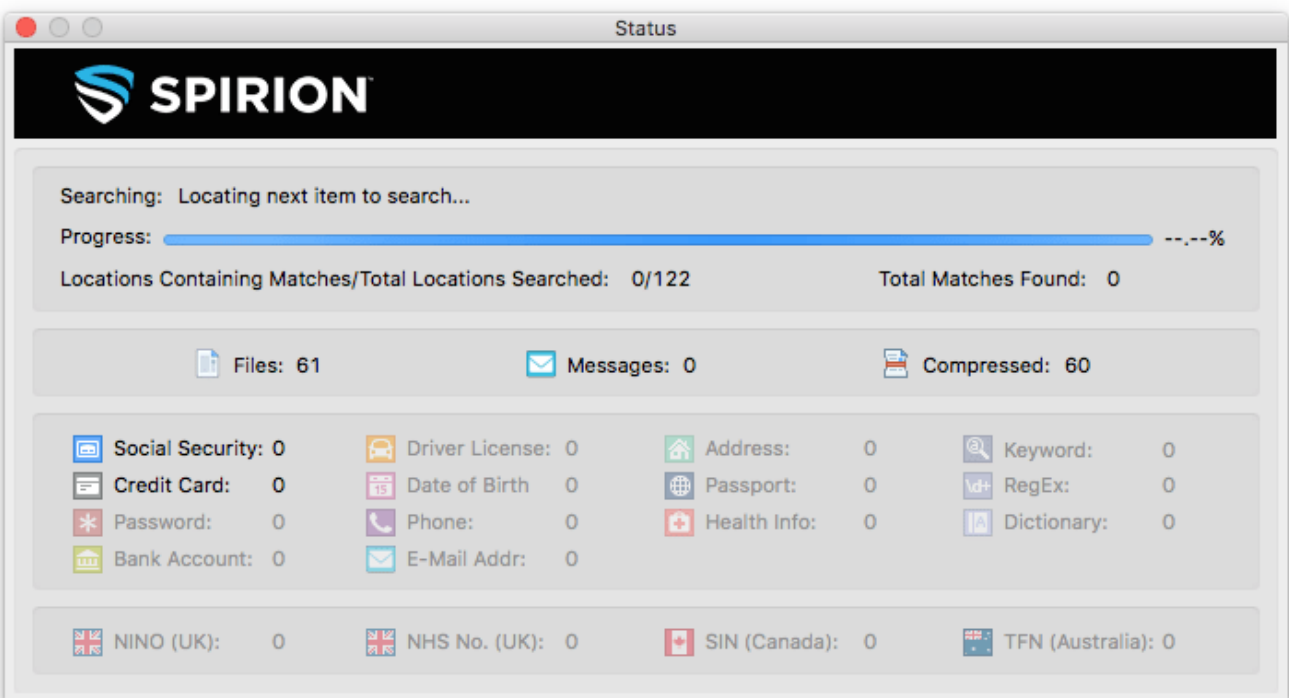 Status
SPIRION™
Searching: Locating next item to search...
Progress: --.--%
Locations Containing Matches/Total Locations Searched: 0/122 Total Matches Found: 0
Files: 61 Messages: 0 Compressed: 60
Social Security: 0 Driver License: 0 Address: 0 Keyword: 0
Credit Card: 0 15 Date of Birth 0 Passport: 0 \d+ RegEx: 0
Password: 0 Phone: 0 Health Info: 0 A Dictionary: 0
Bank Account: 0 E-Mail Addr: 0
NINO (UK): 0 NHS No. (UK): 0 SIN (Canada): 0 TFN (Australia): 0